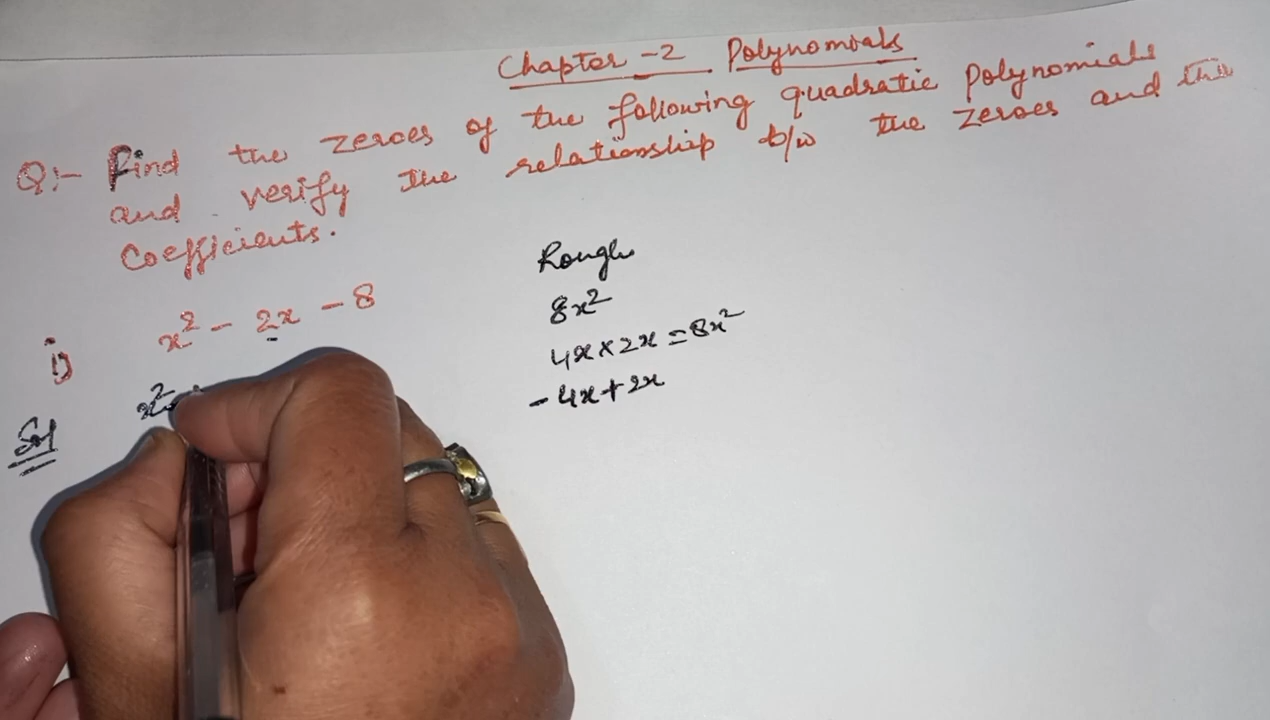 Chapter -2 Polynomials
Q:- Find the zeroes of the following quadratic Polynomials
and verify the relationship b/w the zeroes and the
Coefficients.
i) x² - 2x - 8
Sol x²
Rough
8x²
4x × 2x = 8x²
- 4x + 2x